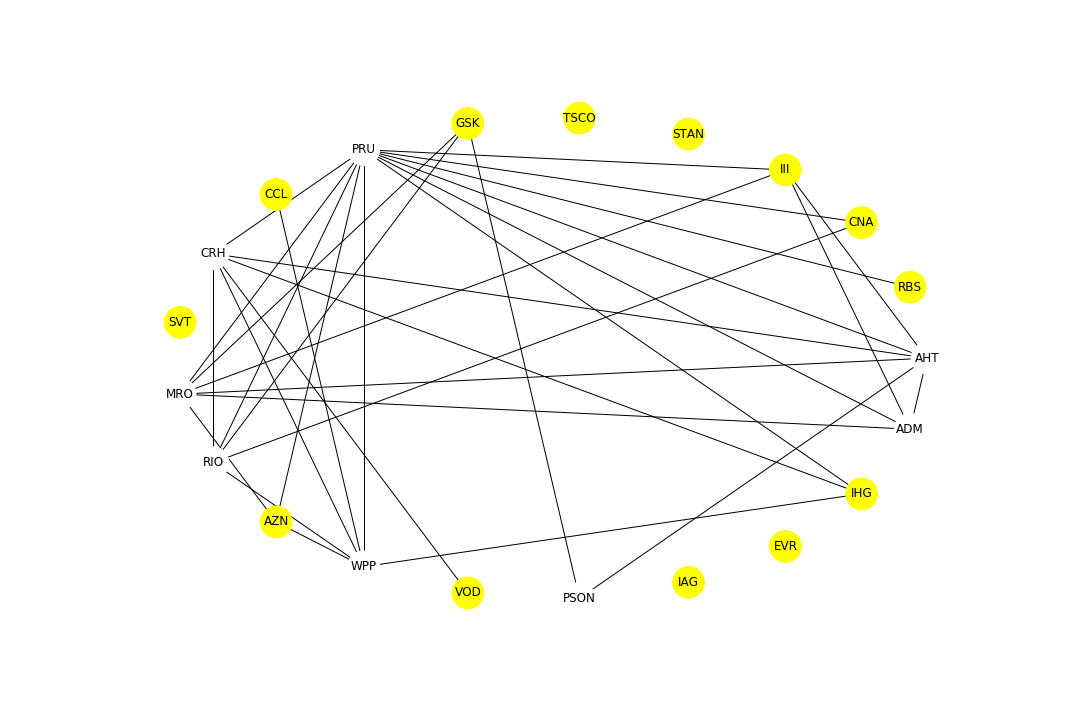 TSCO
GSK
STAN
PRU
III
CCL
CNA
CRH
RBS
SVT
AHT
MRO
ADM
RIO
IHG
AZN
EVR
WPP
IAG
VOD
PSON